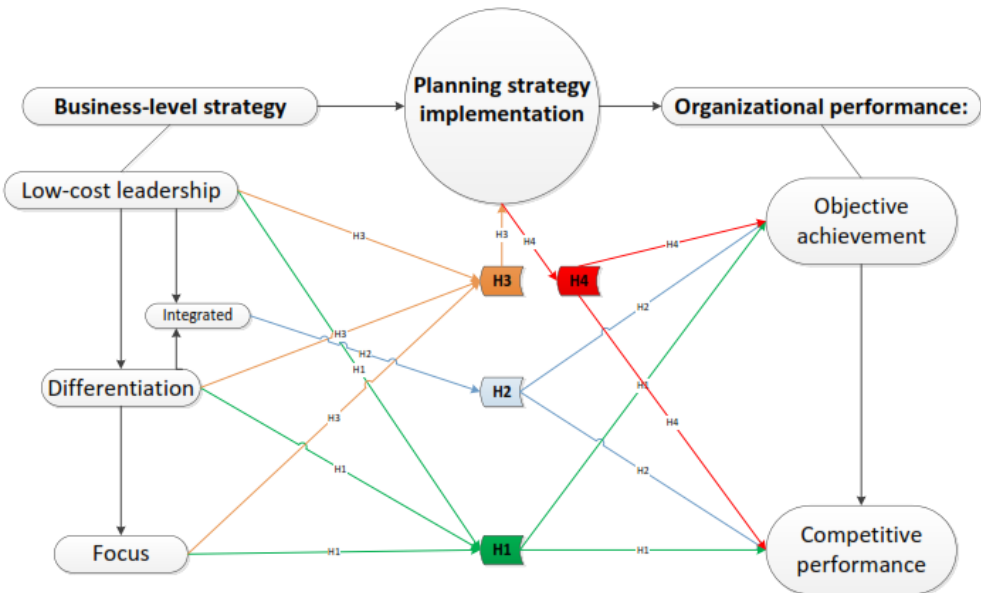 Planning strategy
implementation
Business-level strategy
Organizational performance:
Low-cost leadership
Objective
achievement
H3
H3
H4
H4
H3
H4
Integrated
H2
H3
H2
H1
Differentiation
H2
H1
H3
H4
H1
H2
Focus
H1
H1
H1
Competitive
performance